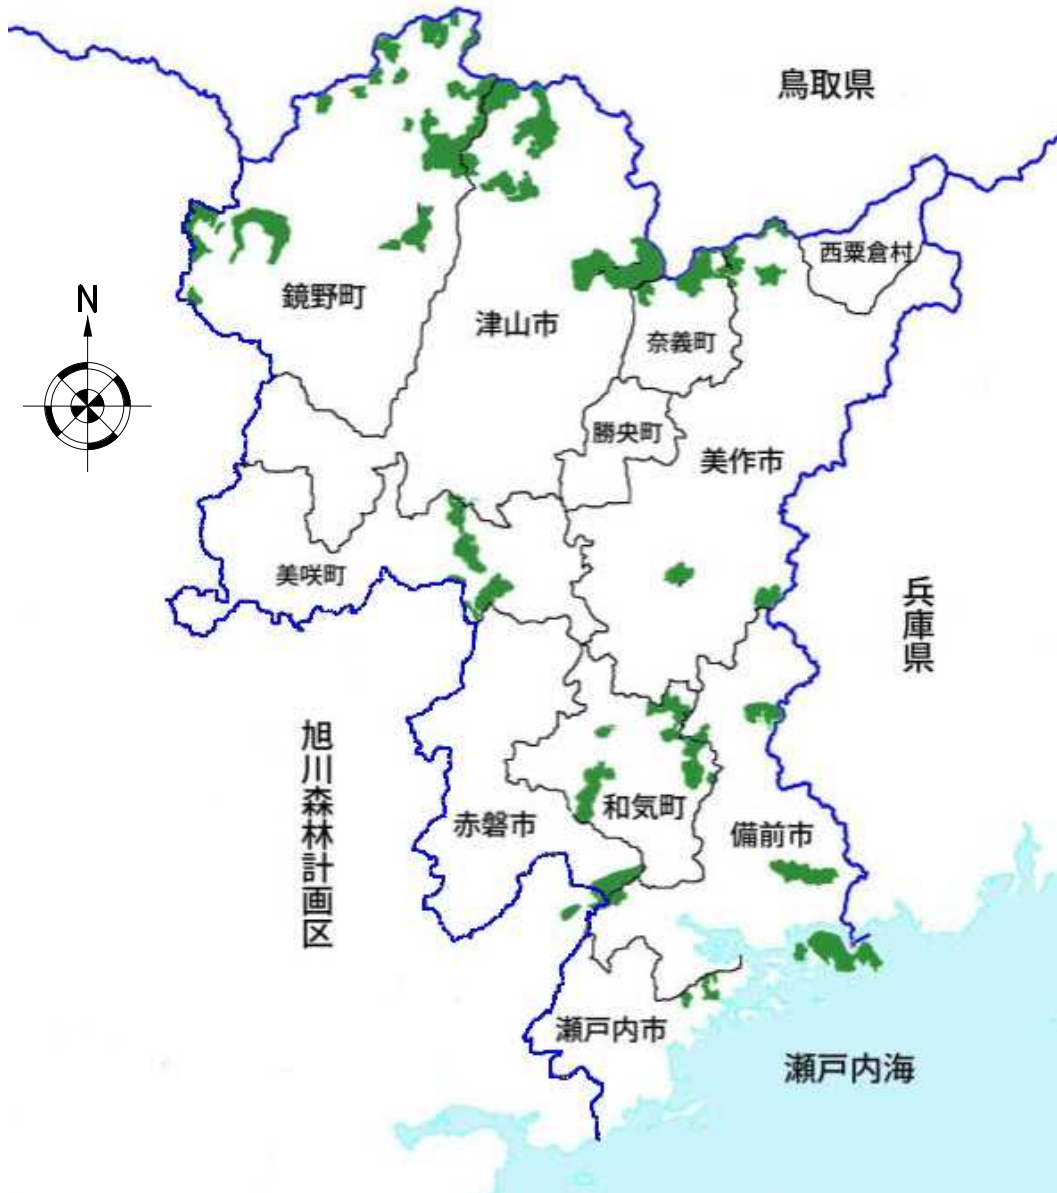 鳥取県
西粟倉村
N
鏡野町
津山市
奈義町
勝央町
美作市
美咲町
兵庫県
旭川森林計画区
赤磐市
和気町
備前市
瀬戸内市
瀬戸内海